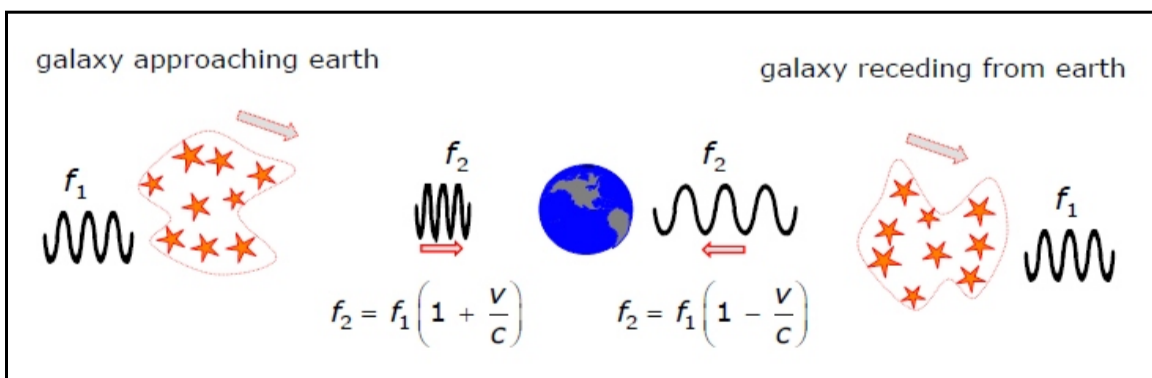 galaxy approaching earth
galaxy receding from earth
f₁
f₂
f₂
f₁
f₂ = f₁ (1 + v/c)
f₂ = f₁ (1 − v/c)